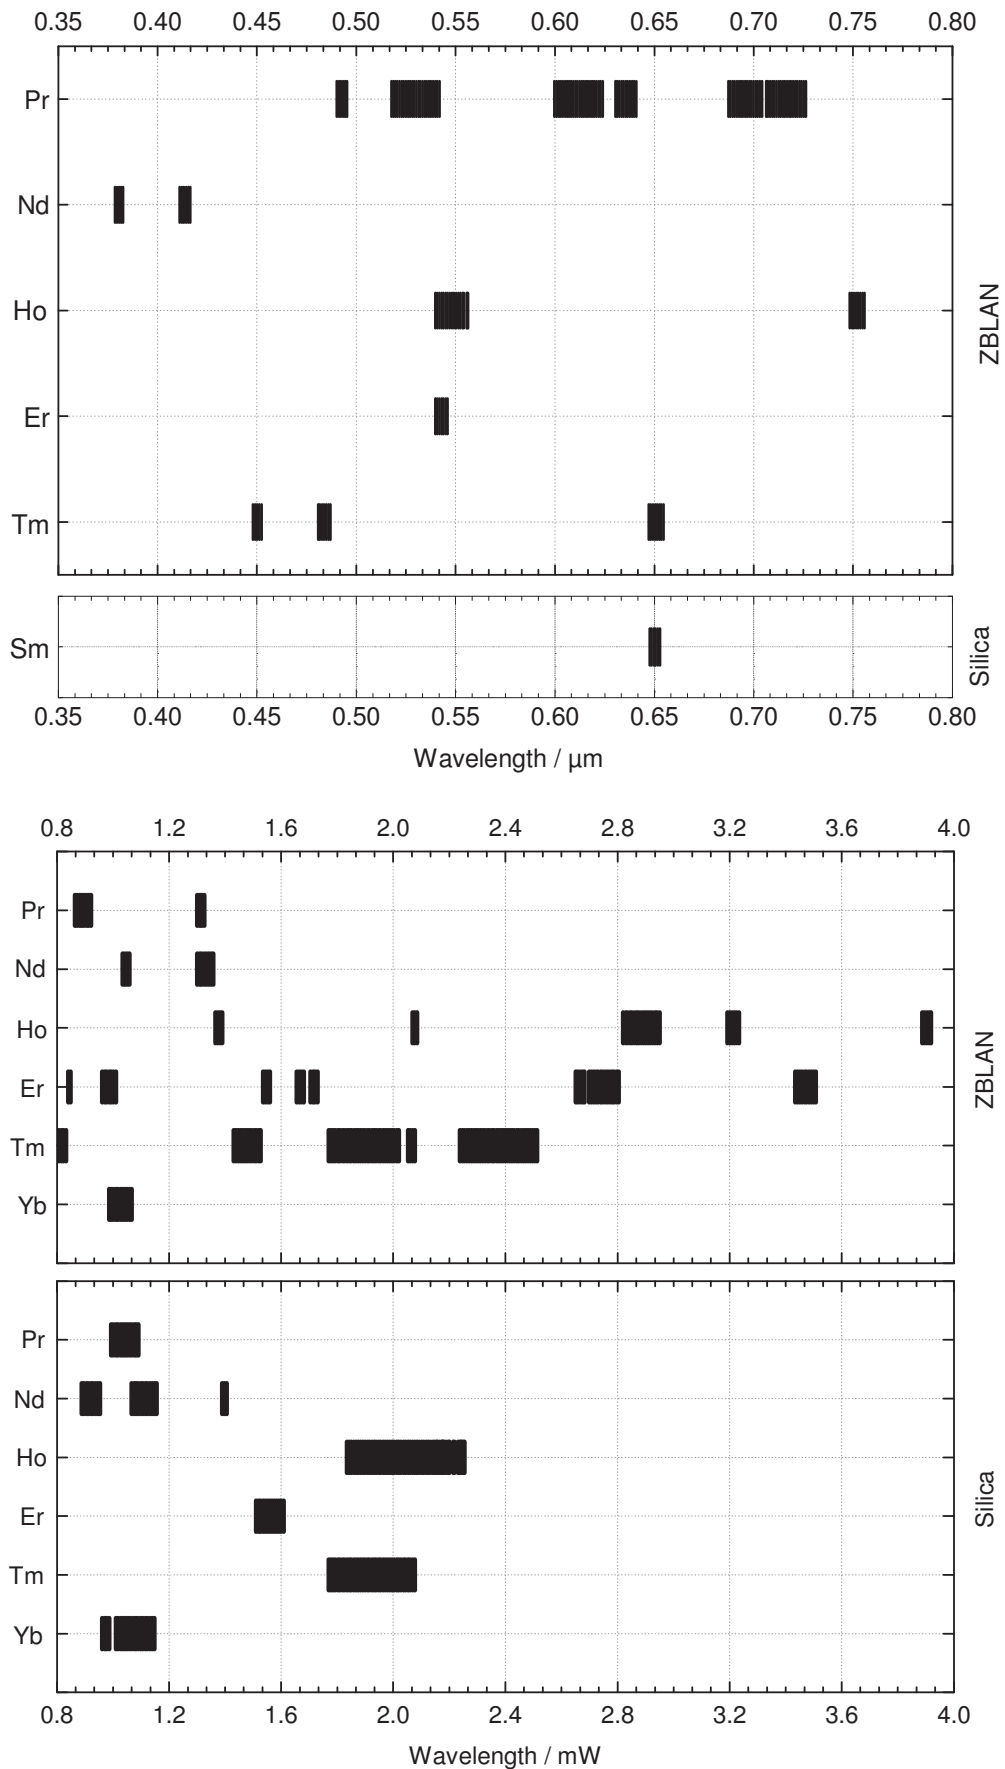 0.35 0.40 0.45 0.50 0.55 0.60 0.65 0.70 0.75 0.80
Pr
Nd
Ho
Er
Tm
ZBLAN
Sm
Silica
0.35 0.40 0.45 0.50 0.55 0.60 0.65 0.70 0.75 0.80
Wavelength / μm
0.8 1.2 1.6 2.0 2.4 2.8 3.2 3.6 4.0
Pr
Nd
Ho
Er
Tm
Yb
ZBLAN
Pr
Nd
Ho
Er
Tm
Yb
Silica
0.8 1.2 1.6 2.0 2.4 2.8 3.2 3.6 4.0
Wavelength / mW